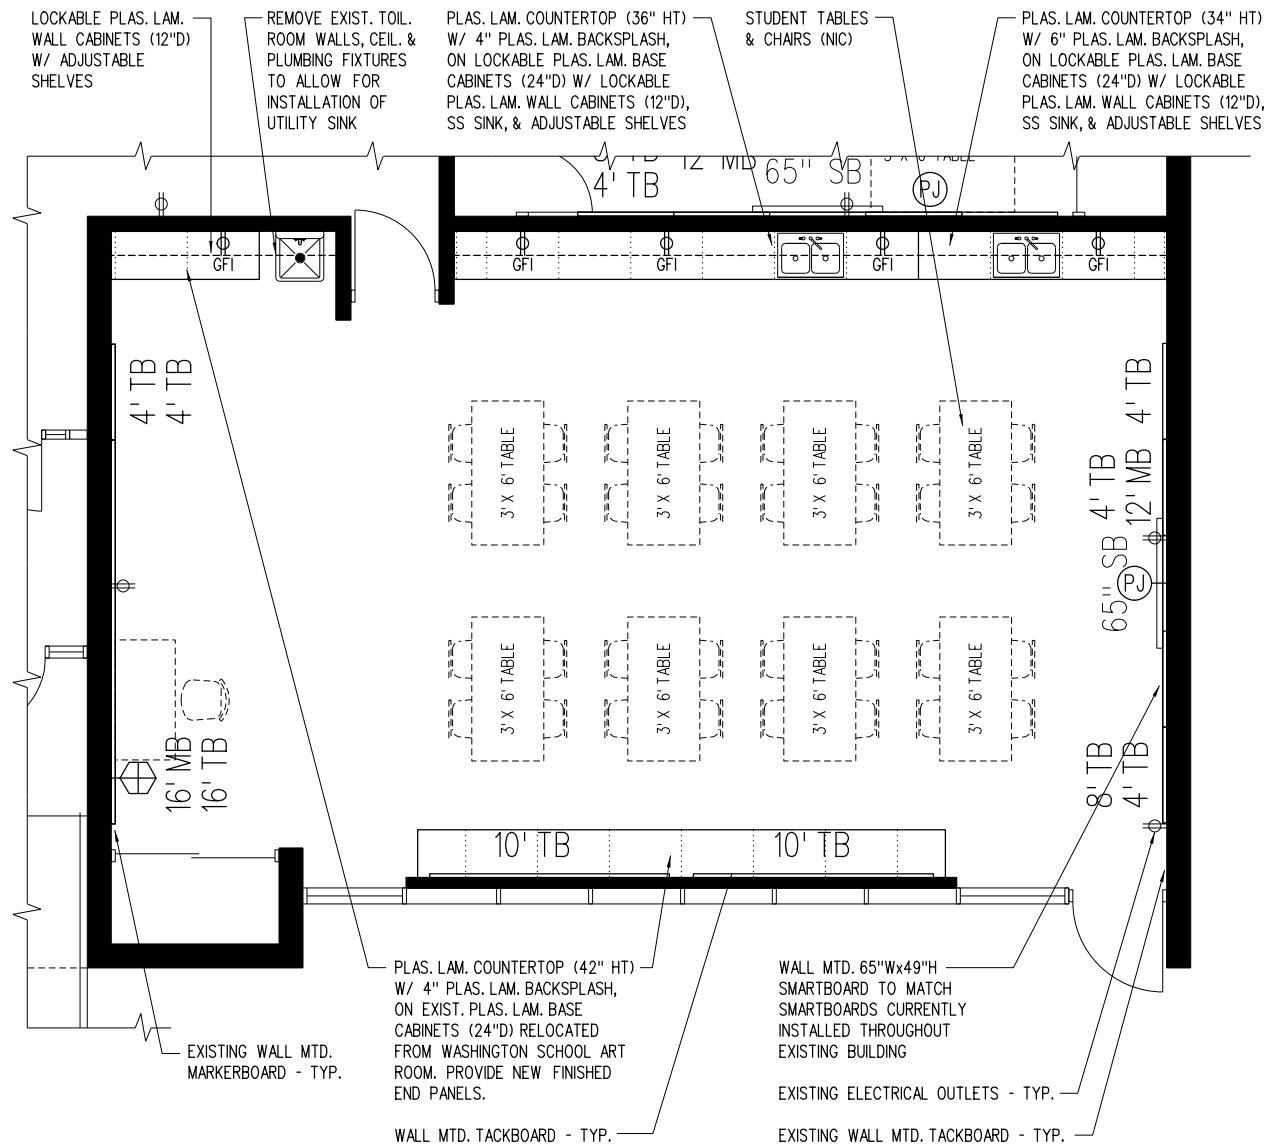 LOCKABLE PLAS. LAM.
WALL CABINETS (12"D)
W/ ADJUSTABLE
SHELVES
REMOVE EXIST. TOIL.
ROOM WALLS, CEIL. &
PLUMBING FIXTURES
TO ALLOW FOR
INSTALLATION OF
UTILITY SINK
PLAS. LAM. COUNTERTOP (36" HT)
W/ 4" PLAS. LAM. BACKSPLASH,
ON LOCKABLE PLAS. LAM. BASE
CABINETS (24"D) W/ LOCKABLE
PLAS. LAM. WALL CABINETS (12"D),
SS SINK, & ADJUSTABLE SHELVES
STUDENT TABLES
& CHAIRS (NIC)
PLAS. LAM. COUNTERTOP (34" HT)
W/ 6" PLAS. LAM. BACKSPLASH,
ON LOCKABLE PLAS. LAM. BASE
CABINETS (24"D) W/ LOCKABLE
PLAS. LAM. WALL CABINETS (12"D),
SS SINK, & ADJUSTABLE SHELVES
TB 12' MB
4' TB
65" SB
TABLE
PJ
GFI
GFI
GFI
GFI
GFI
4' TB
4' TB
3' X 6' TABLE
3' X 6' TABLE
3' X 6' TABLE
3' X 6' TABLE
4' TB
4' TB
12' MB
65" SB
PJ
3' X 6' TABLE
3' X 6' TABLE
3' X 6' TABLE
3' X 6' TABLE
16' MB
16' TB
8' TB
4' TB
10' TB
10' TB
PLAS. LAM. COUNTERTOP (42" HT)
W/ 4" PLAS. LAM. BACKSPLASH,
ON EXIST. PLAS. LAM. BASE
CABINETS (24"D) RELOCATED
FROM WASHINGTON SCHOOL ART
ROOM. PROVIDE NEW FINISHED
END PANELS.
WALL MTD. 65"Wx49"H
SMARTBOARD TO MATCH
SMARTBOARDS CURRENTLY
INSTALLED THROUGHOUT
EXISTING BUILDING
EXISTING WALL MTD.
MARKERBOARD - TYP.
EXISTING ELECTRICAL OUTLETS - TYP.
WALL MTD. TACKBOARD - TYP.
EXISTING WALL MTD. TACKBOARD - TYP.